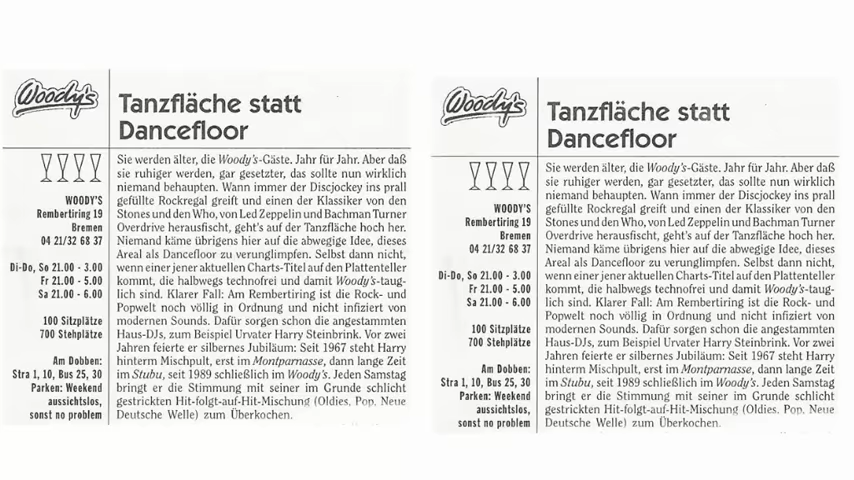 Woody's
Tanzfläche statt
Dancefloor
WOODY'S
Rembertiring 19
Bremen
04 21/32 68 37
Di-Do, So 21.00 - 3.00
Fr 21.00 - 5.00
Sa 21.00 - 6.00
100 Sitzplätze
700 Stehplätze
Am Dobben:
Stra 1, 10, Bus 25, 30
Parken: Weekend
aussichtslos,
sonst no problem
Sie werden älter, die Woody's-Gäste. Jahr für Jahr. Aber daß
sie ruhiger werden, gar gesetzter, das sollte nun wirklich
niemand behaupten. Wann immer der Discjockey ins prall
gefüllte Rockregal greift und einen der Klassiker von den
Stones und den Who, von Led Zeppelin und Bachman Turner
Overdrive herausfischt, geht's auf der Tanzfläche hoch her.
Niemand käme übrigens hier auf die abwegige Idee, dieses
Areal als Dancefloor zu verunglimpfen. Selbst dann nicht,
wenn einer jener aktuellen Charts-Titel auf den Plattenteller
kommt, die halbwegs technofrei und damit Woody's-taug-
lich sind. Klarer Fall: Am Rembertiring ist die Rock- und
Popwelt noch völlig in Ordnung und nicht infiziert von
modernen Sounds. Dafür sorgen schon die angestammten
Haus-DJs, zum Beispiel Urvater Harry Steinbrink. Vor zwei
Jahren feierte er silbernes Jubiläum: Seit 1967 steht Harry
hinterm Mischpult, erst im Montparnasse, dann lange Zeit
im Stubu, seit 1989 schließlich im Woody's. Jeden Samstag
bringt er die Stimmung mit seiner im Grunde schlicht
gestrickten Hit-folgt-auf-Hit-Mischung (Oldies, Pop, Neue
Deutsche Welle) zum Überkochen.
Woody's
Tanzfläche statt
Dancefloor
WOODY'S
Rembertiring 19
Bremen
04 21/32 68 37
Di-Do, So 21.00 - 3.00
Fr 21.00 - 5.00
Sa 21.00 - 6.00
100 Sitzplätze
700 Stehplätze
Am Dobben:
Stra 1, 10, Bus 25, 30
Parken: Weekend
aussichtslos,
sonst no problem
Sie werden älter, die Woody's-Gäste. Jahr für Jahr. Aber daß
sie ruhiger werden, gar gesetzter, das sollte nun wirklich
niemand behaupten. Wann immer der Discjockey ins prall
gefüllte Rockregal greift und einen der Klassiker von den
Stones und den Who, von Led Zeppelin und Bachman Turner
Overdrive herausfischt, geht's auf der Tanzfläche hoch her.
Niemand käme übrigens hier auf die abwegige Idee, dieses
Areal als Dancefloor zu verunglimpfen. Selbst dann nicht,
wenn einer jener aktuellen Charts-Titel auf den Plattenteller
kommt, die halbwegs technofrei und damit Woody's-taug-
lich sind. Klarer Fall: Am Rembertiring ist die Rock- und
Popwelt noch völlig in Ordnung und nicht infiziert von
modernen Sounds. Dafür sorgen schon die angestammten
Haus-DJs, zum Beispiel Urvater Harry Steinbrink. Vor zwei
Jahren feierte er silbernes Jubiläum: Seit 1967 steht Harry
hinterm Mischpult, erst im Montparnasse, dann lange Zeit
im Stubu, seit 1989 schließlich im Woody's. Jeden Samstag
bringt er die Stimmung mit seiner im Grunde schlicht
gestrickten Hit-folgt-auf-Hit-Mischung (Oldies, Pop, Neue
Deutsche Welle) zum Überkochen.